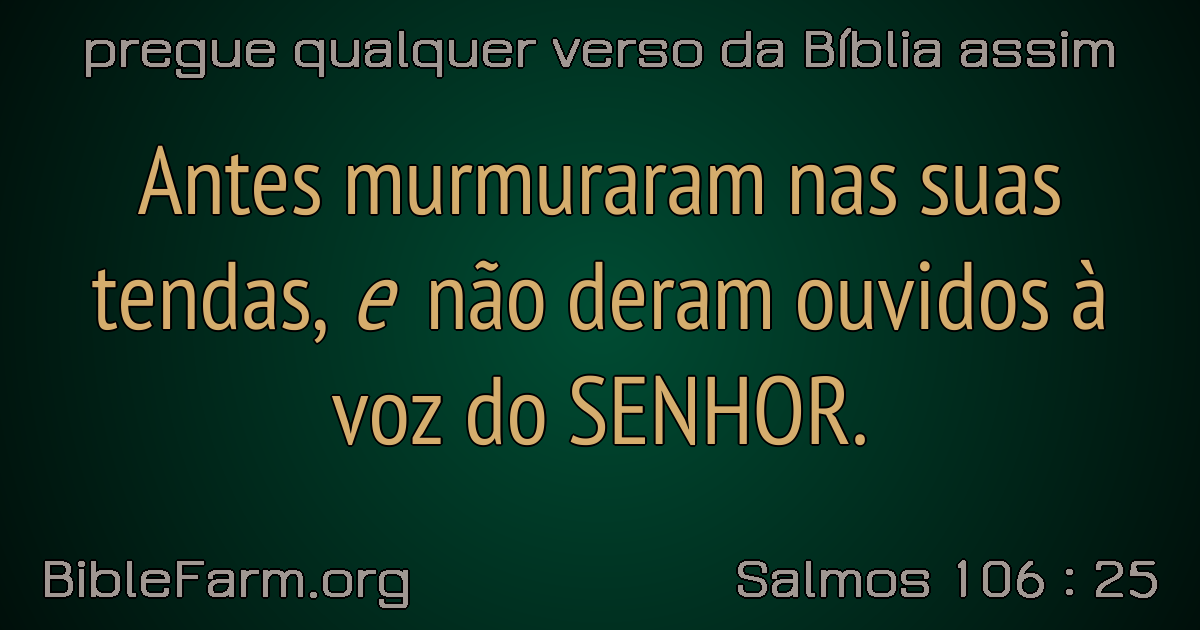 pregue qualquer verso da Bíblia assim
Antes murmuraram nas suas
tendas, e não deram ouvidos à
voz do SENHOR.
BibleFarm.org
Salmos 106 : 25